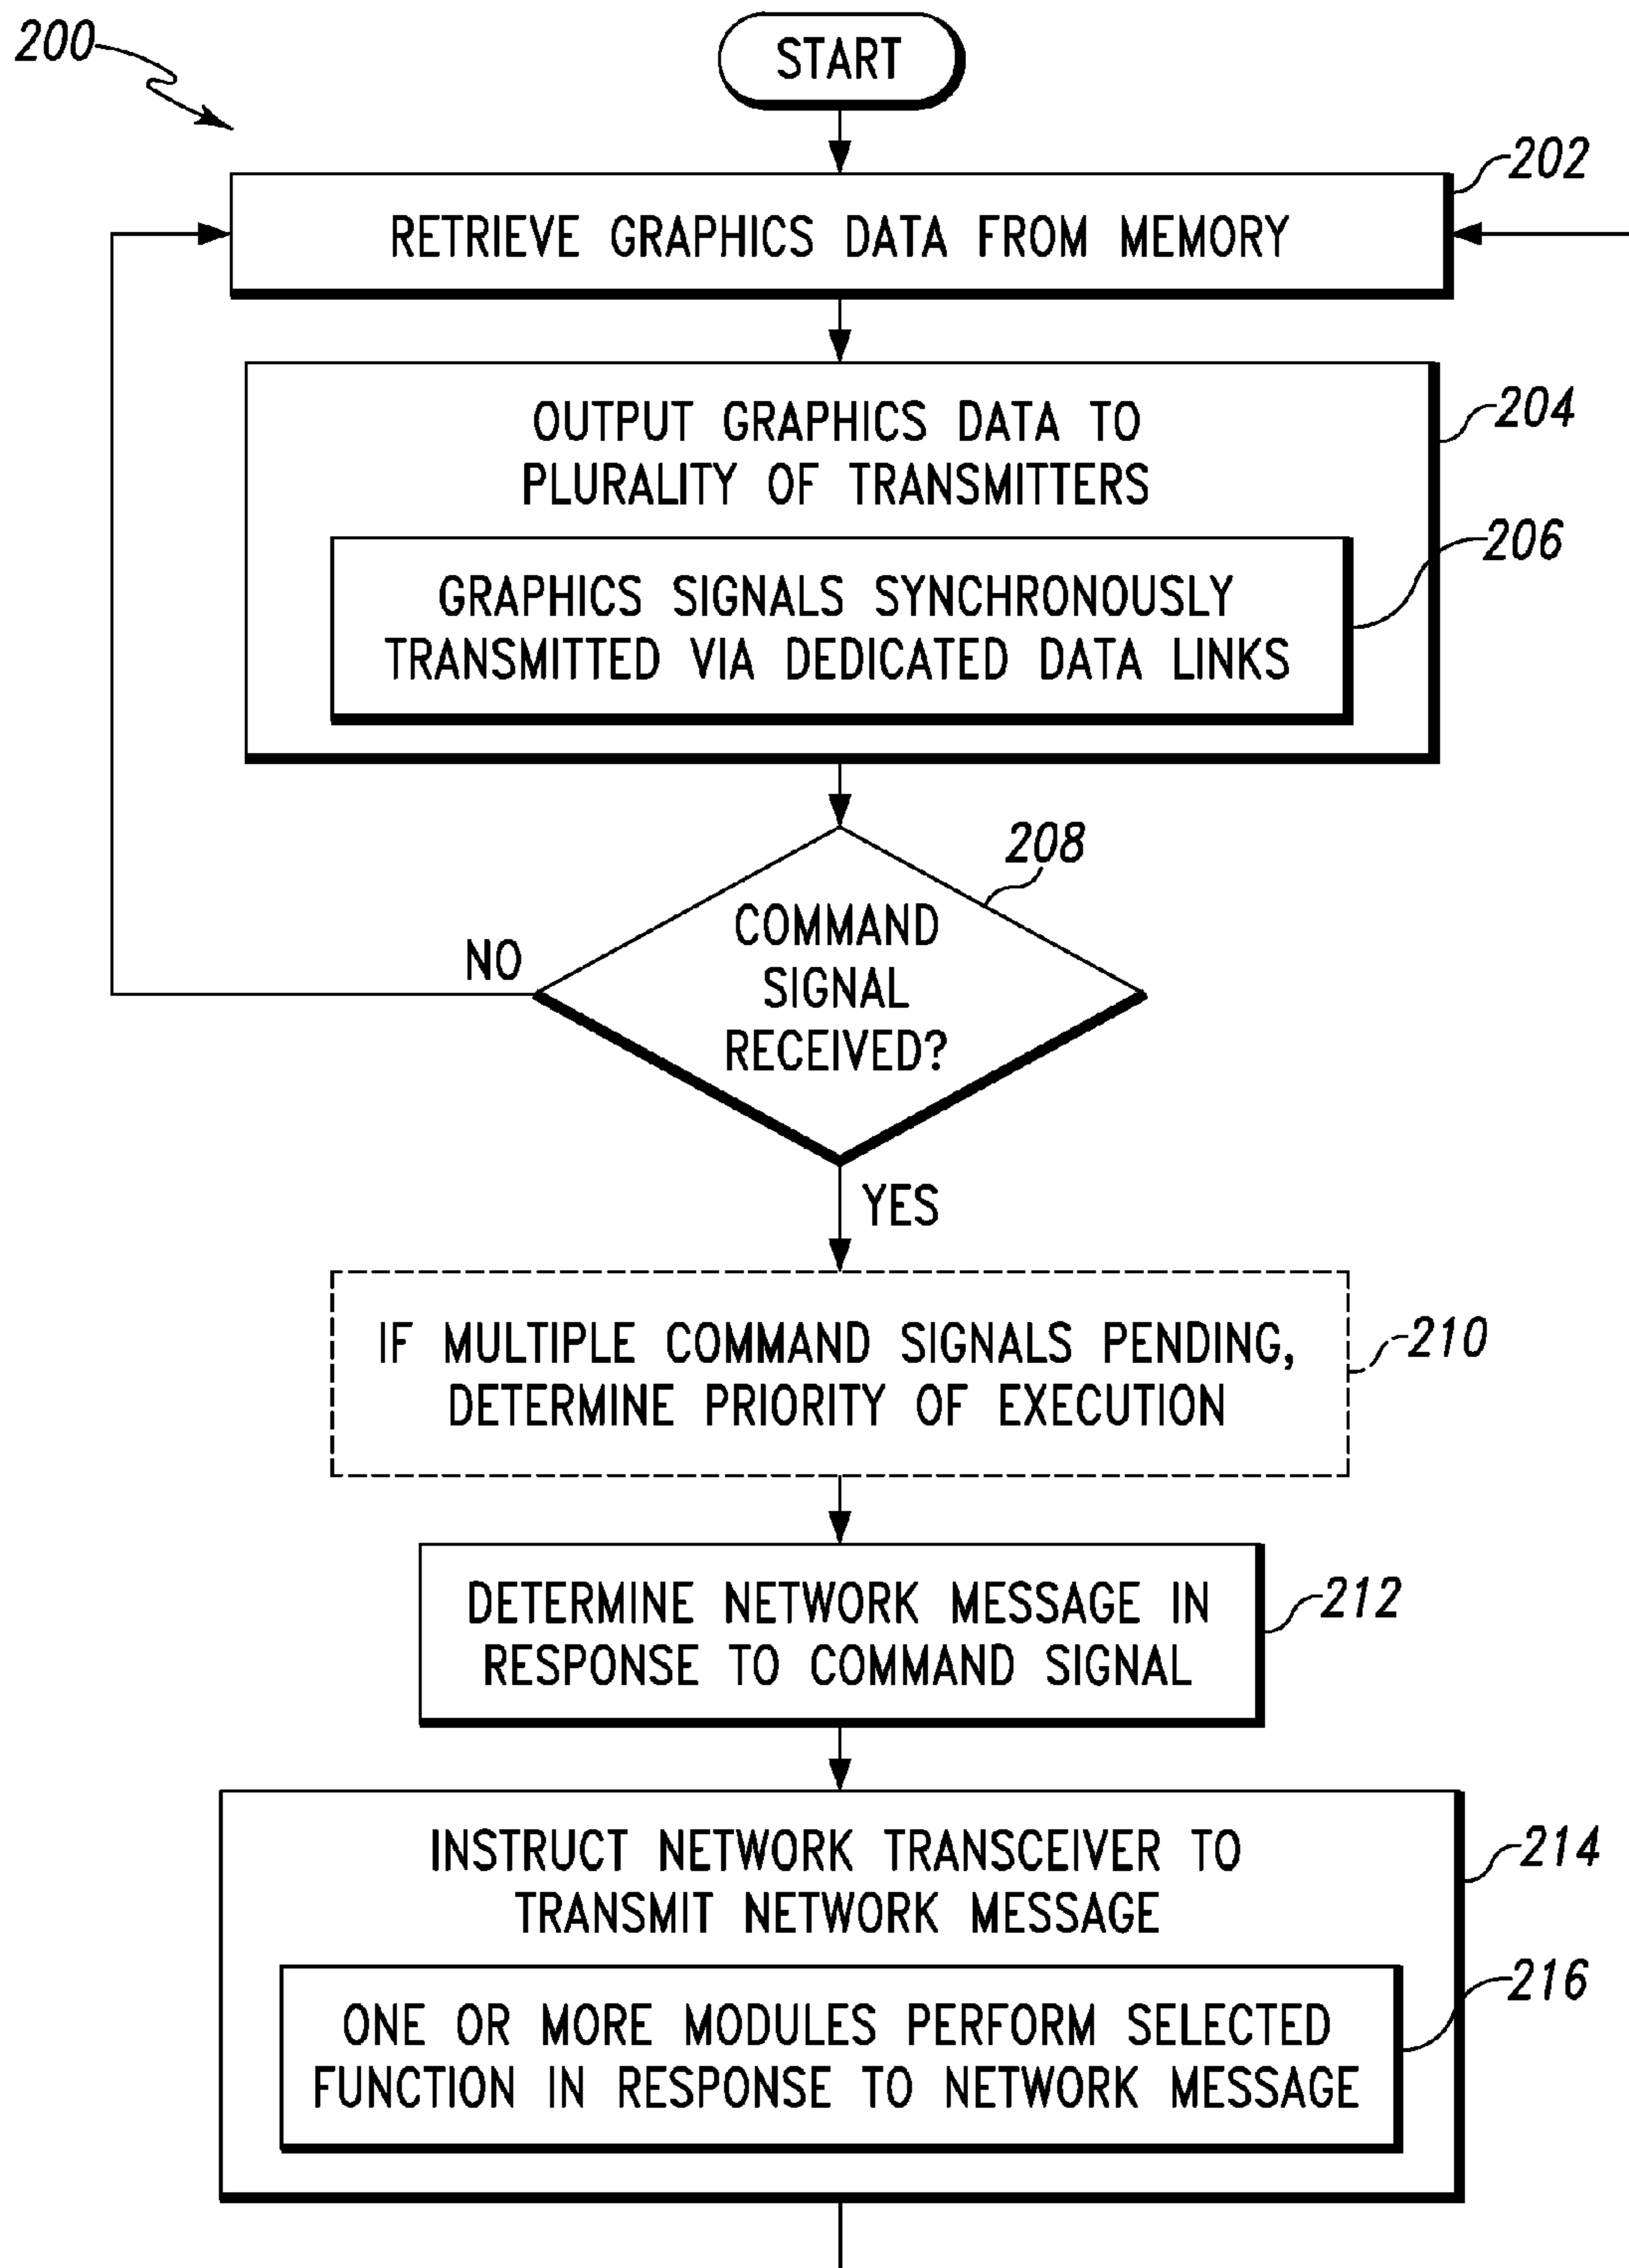 200
START
202
RETRIEVE GRAPHICS DATA FROM MEMORY
204
OUTPUT GRAPHICS DATA TO
PLURALITY OF TRANSMITTERS
206
GRAPHICS SIGNALS SYNCHRONOUSLY
TRANSMITTED VIA DEDICATED DATA LINKS
208
COMMAND
SIGNAL
RECEIVED?
NO
YES
IF MULTIPLE COMMAND SIGNALS PENDING,
DETERMINE PRIORITY OF EXECUTION
210
DETERMINE NETWORK MESSAGE IN
RESPONSE TO COMMAND SIGNAL
212
INSTRUCT NETWORK TRANSCEIVER TO
TRANSMIT NETWORK MESSAGE
214
216
ONE OR MORE MODULES PERFORM SELECTED
FUNCTION IN RESPONSE TO NETWORK MESSAGE